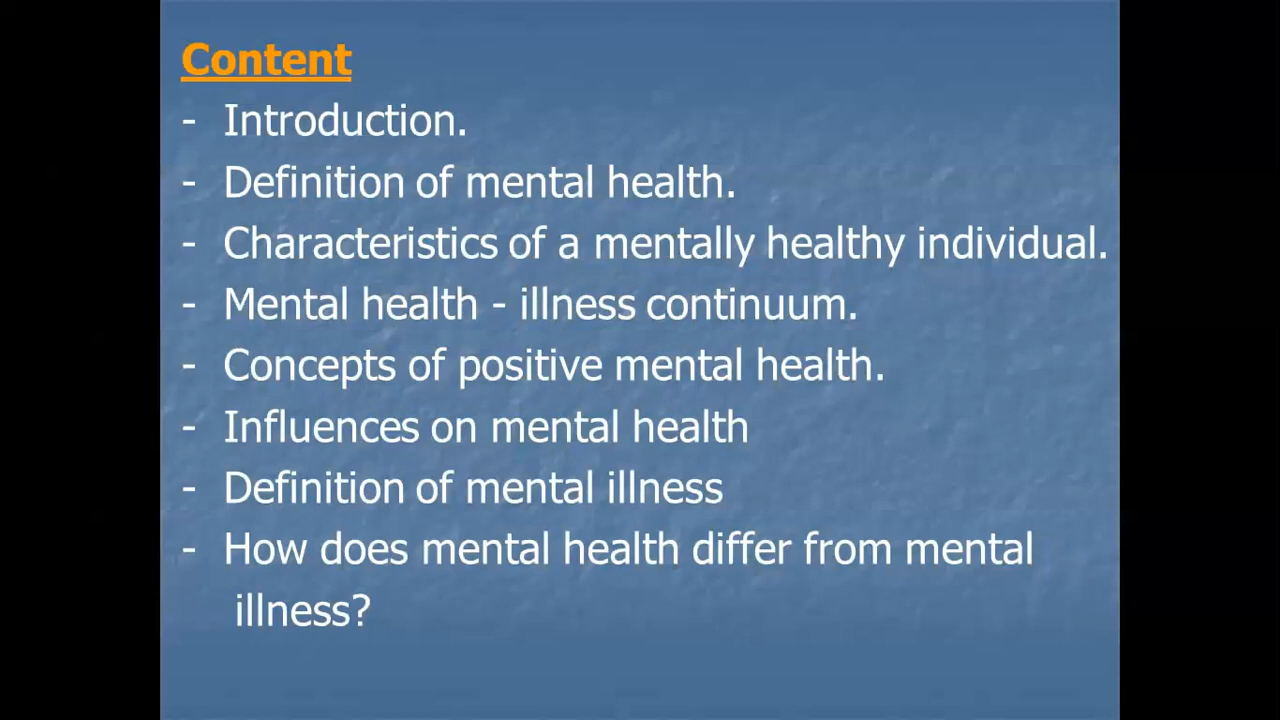 Content
- Introduction.
- Definition of mental health.
- Characteristics of a mentally healthy individual.
- Mental health - illness continuum.
- Concepts of positive mental health.
- Influences on mental health
- Definition of mental illness
- How does mental health differ from mental
illness?